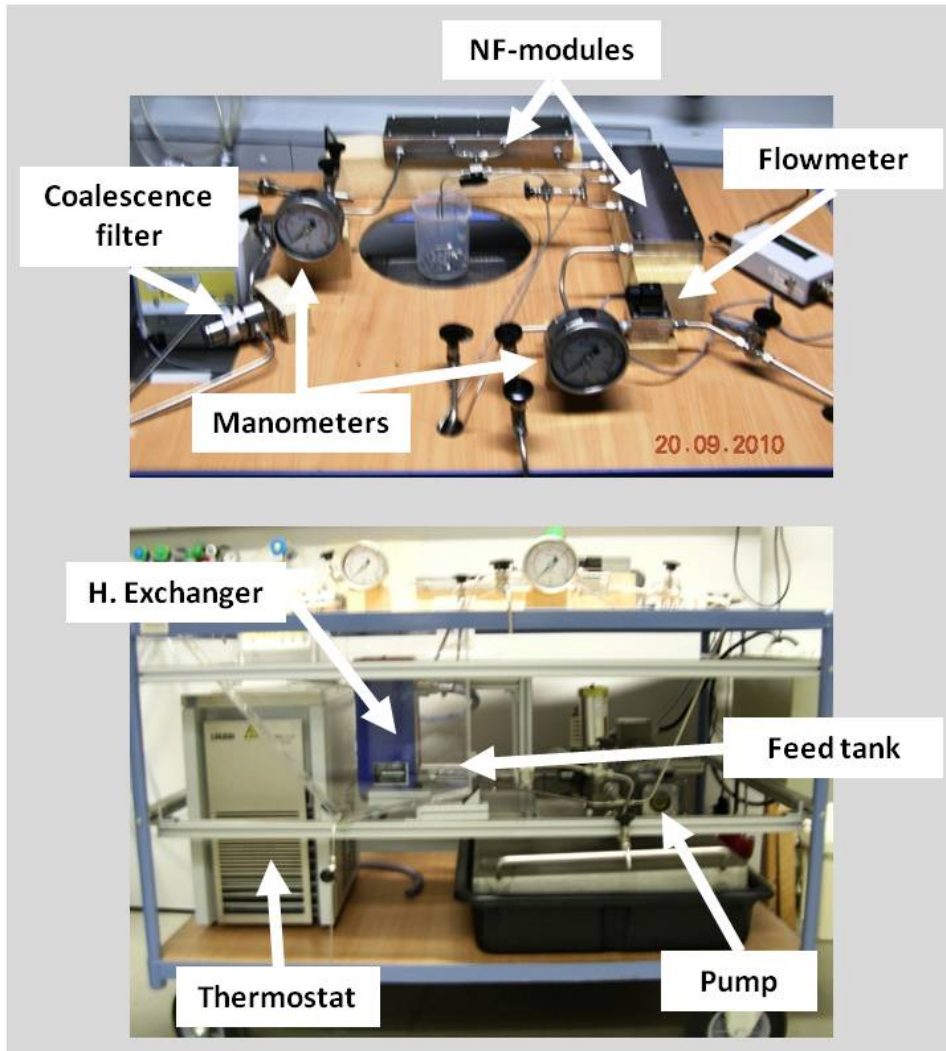 NF-modules
Flowmeter
Coalescence
filter
Manometers
20.09.2010
H. Exchanger
Feed tank
Thermostat
Pump